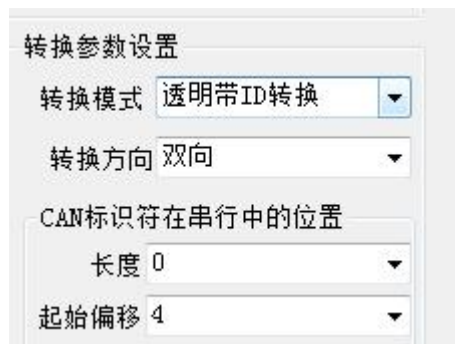 转换参数设置
转换模式 透明带ID转换
转换方向 双向
CAN标识符在串行中的位置
长度 0
起始偏移 4